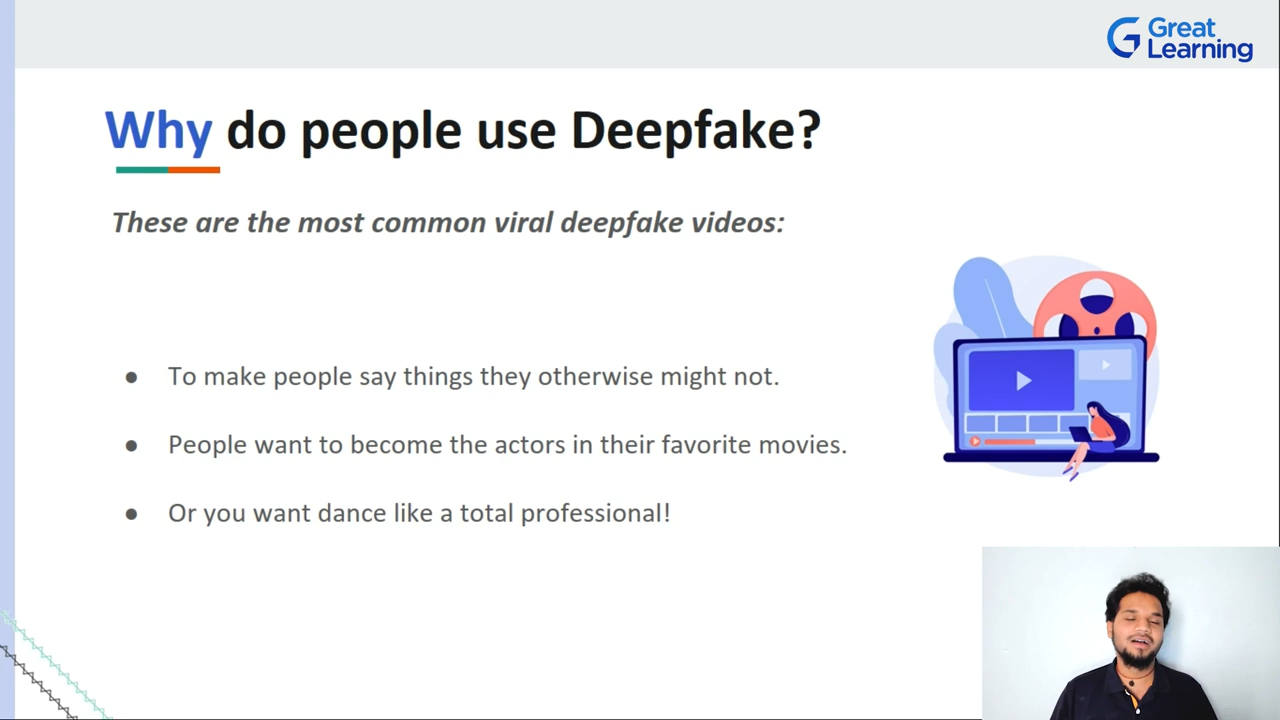 Great
Learning
Why do people use Deepfake?
These are the most common viral deepfake videos:
● To make people say things they otherwise might not.
● People want to become the actors in their favorite movies.
● Or you want dance like a total professional!